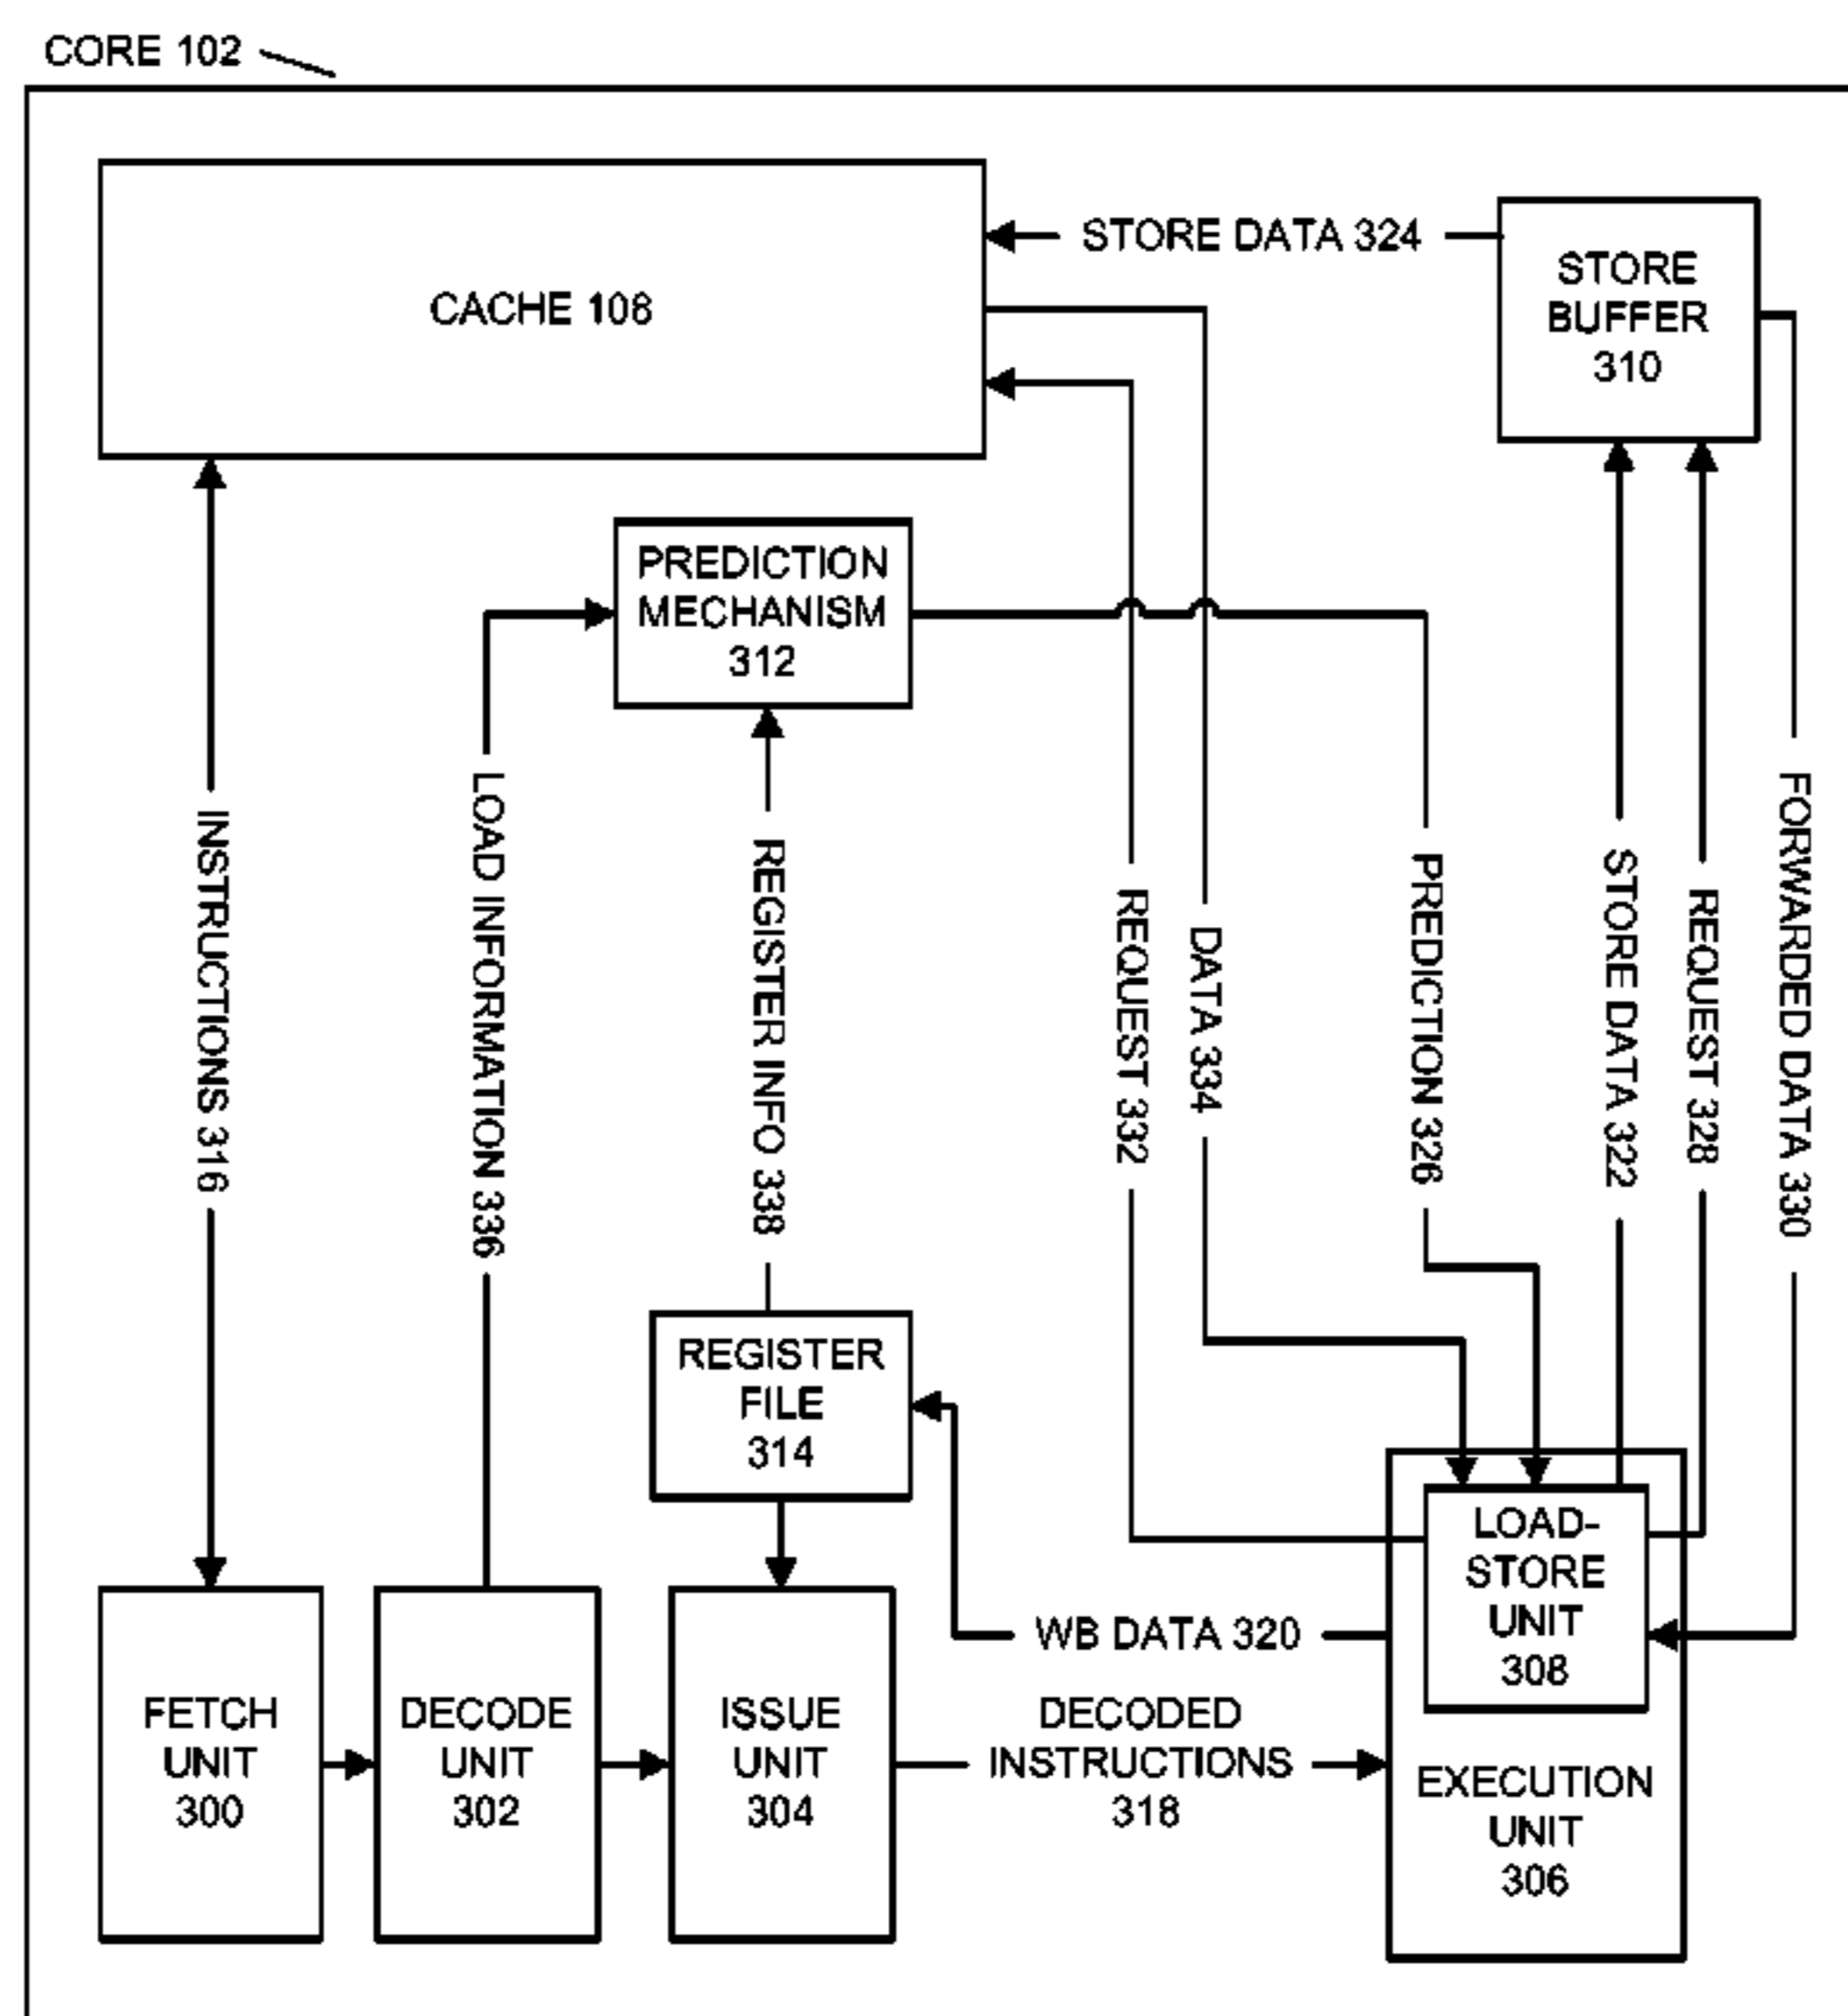 CORE 102
CACHE 108
STORE DATA 324
STORE
BUFFER
310
PREDICTION
MECHANISM
312
INSTRUCTIONS 316
LOAD INFORMATION 336
REGISTER INFO 338
REQUEST 332
DATA 334
PREDICTION 326
STORE DATA 322
REQUEST 328
FORWARDED DATA 330
REGISTER
FILE
314
LOAD-
STORE
UNIT
308
WB DATA 320
FETCH
UNIT
300
DECODE
UNIT
302
ISSUE
UNIT
304
DECODED
INSTRUCTIONS
318
EXECUTION
UNIT
306